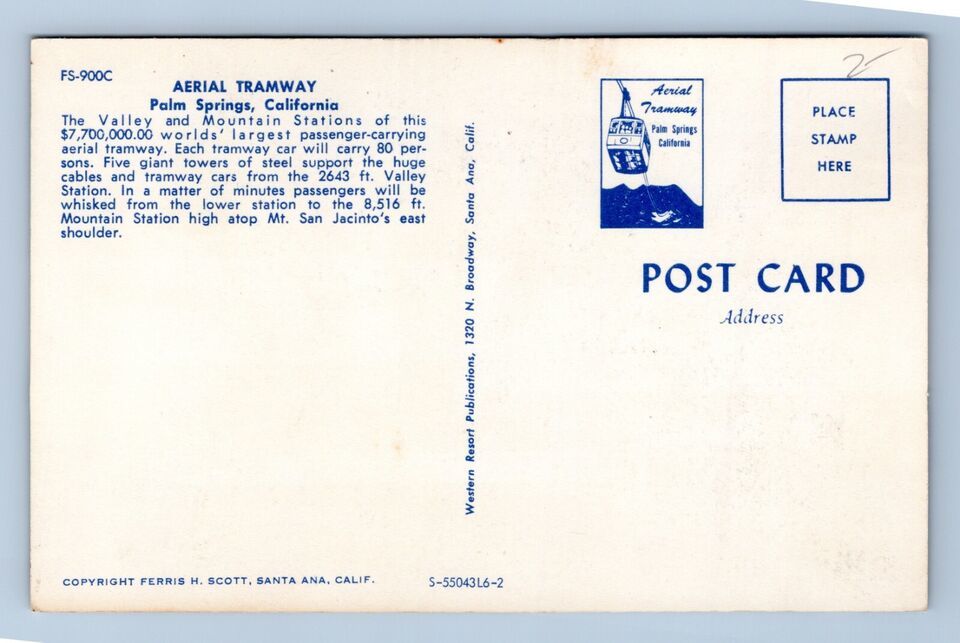 FS-900C
AERIAL TRAMWAY
Palm Springs, California
The Valley and Mountain Stations of this
$7,700,000.00 worlds' largest passenger-carrying
aerial tramway. Each tramway car will carry 80 per-
sons. Five giant towers of steel support the huge
cables and tramway cars from the 2643 ft. Valley
Station. In a matter of minutes passengers will be
whisked from the lower station to the 8,516 ft.
Mountain Station high atop Mt. San Jacinto's east
shoulder.
COPYRIGHT FERRIS H. SCOTT, SANTA ANA, CALIF.
S-55043L6-2
Western Resort Publications, 1320 N. Broadway, Santa Ana, Calif.
Aerial
Tramway
Palm Springs
California
2-
PLACE
STAMP
HERE
POST CARD
Address